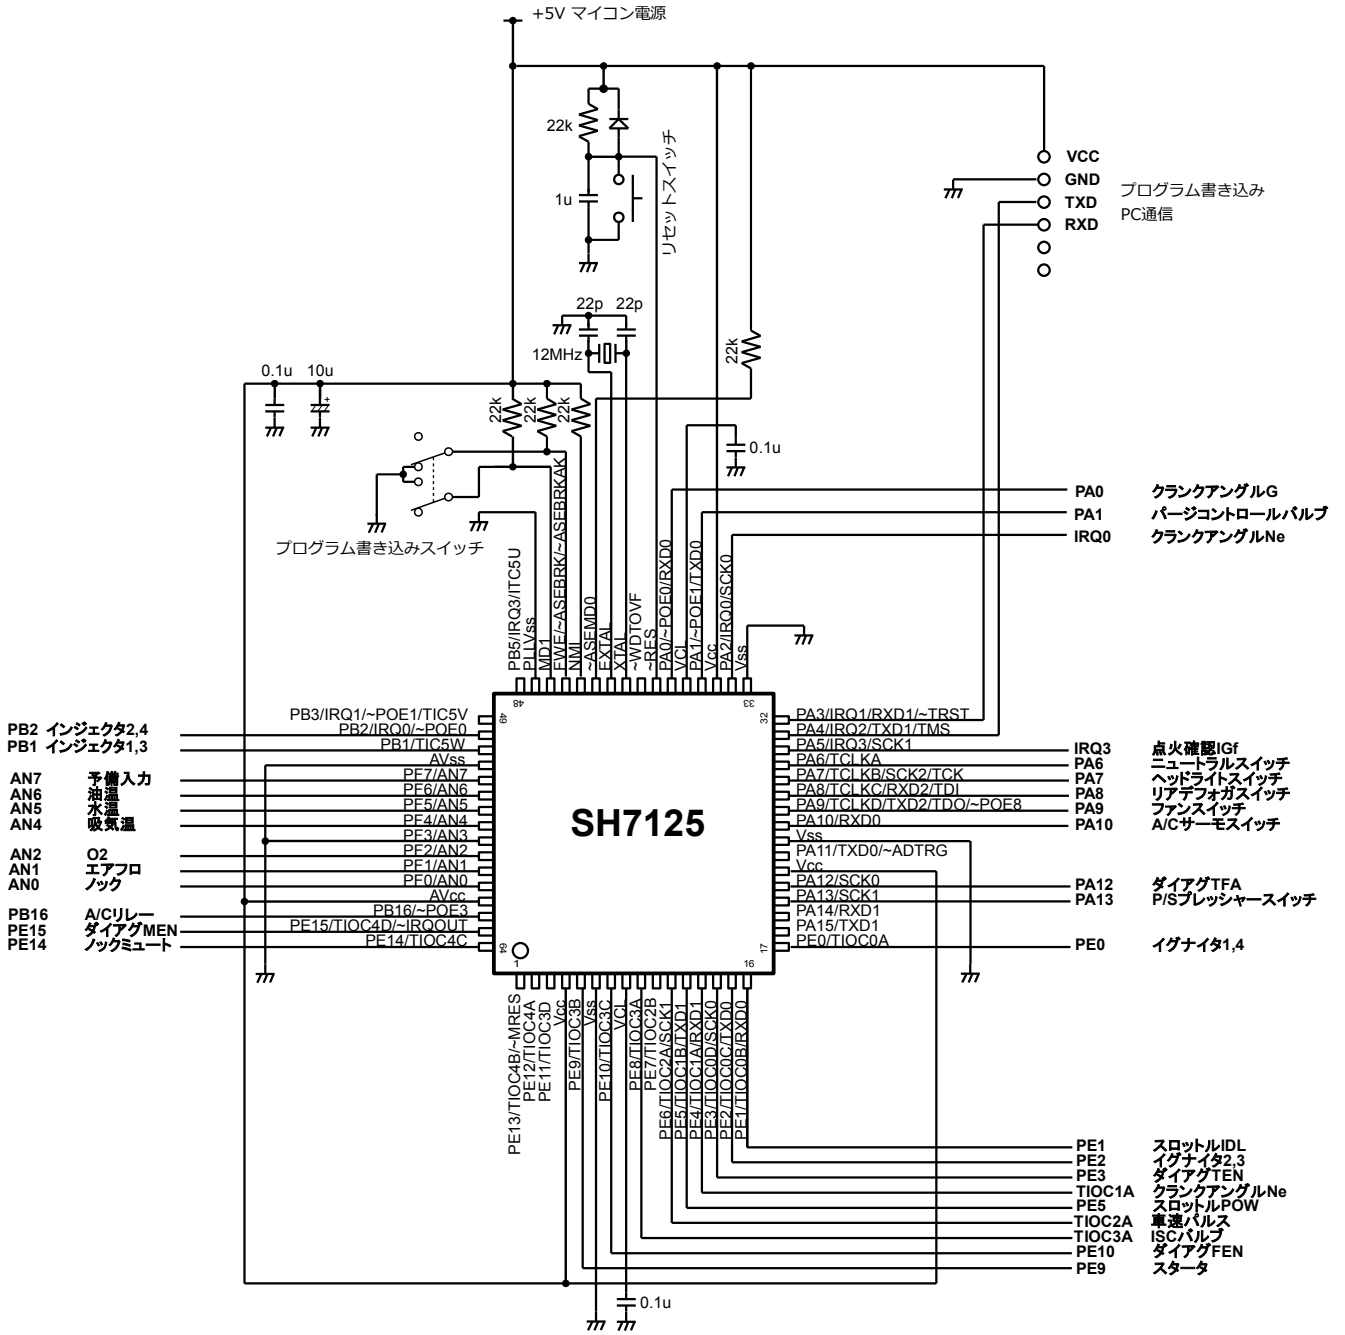 +5V マイコン電源
22k
1u
リセットスイッチ
VCC
GND
TXD
RXD
プログラム書き込み
PC通信
22p 22p
12MHz
22k
0.1u 10u
+
22k
22k
22k
0.1u
プログラム書き込みスイッチ
PA0 クランクアングルG
PA1 パージコントロールバルブ
IRQ0 クランクアングルNe
PB5/IRQ3/ITC5U
PLLVss
MD1
FWE/~ASEBRK/~ASEBRKAK
NMI
~ASEMD0
EXTAL
XTAL
~WDTOVF
~RES
PA0/~POE0/RXD0
VCL
PA1/~POE1/TXD0
Vcc
PA2/IRQ0/SCK0
Vss
48
33
49
32
PB3/IRQ1/~POE1/TIC5V
PB2 インジェクタ2,4 PB2/IRQ0/~POE0
PB1 インジェクタ1,3 PB1/TIC5W
AVss
AN7 予備入力 PF7/AN7
AN6 油温 PF6/AN6
AN5 水温 PF5/AN5
AN4 吸気温 PF4/AN4
PF3/AN3
AN2 O2 PF2/AN2
AN1 エアフロ PF1/AN1
AN0 ノック PF0/AN0
AVcc
PB16 A/Cリレー PB16/~POE3
PE15 ダイアグMEN PE15/TIOC4D/~IRQOUT
PE14 ノックミュート PE14/TIOC4C
SH7125
PA3/IRQ1/RXD1/~TRST
PA4/IRQ2/TXD1/TMS
PA5/IRQ3/SCK1 IRQ3 点火確認IGf
PA6/TCLKA PA6 ニュートラルスイッチ
PA7/TCLKB/SCK2/TCK PA7 ヘッドライトスイッチ
PA8/TCLKC/RXD2/TDI PA8 リアデフォガスイッチ
PA9/TCLKD/TXD2/TDO/~POE8 PA9 ファンスイッチ
PA10/RXD0 PA10 A/Cサーモスイッチ
Vss
PA11/TXD0/~ADTRG
Vcc
PA12/SCK0 PA12 ダイアグTFA
PA13/SCK1 PA13 P/Sプレッシャースイッチ
PA14/RXD1
PA15/TXD1
PE0/TIOC0A PE0 イグナイタ1,4
64
17
1
16
PE13/TIOC4B/~MRES
PE12/TIOC4A
PE11/TIOC3D
Vcc
PE9/TIOC3B
Vss
PE10/TIOC3C
VCL
PE8/TIOC3A
PE7/TIOC2B
PE6/TIOC2A/SCK1
PE5/TIOC1B/TXD1
PE4/TIOC1A/RXD1
PE3/TIOC0D/SCK0
PE2/TIOC0C/TXD0
PE1/TIOC0B/RXD0
PE1 スロットルIDL
PE2 イグナイタ2,3
PE3 ダイアグTEN
TIOC1A クランクアングルNe
PE5 スロットルPOW
TIOC2A 車速パルス
TIOC3A ISCバルブ
PE10 ダイアグFEN
PE9 スタータ
0.1u